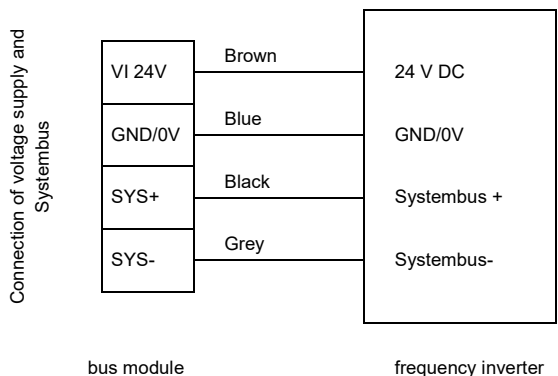 Connection of voltage supply and
Systembus
VI 24V
Brown
24 V DC
GND/0V
Blue
GND/0V
SYS+
Black
Systembus +
SYS-
Grey
Systembus-
bus module
frequency inverter